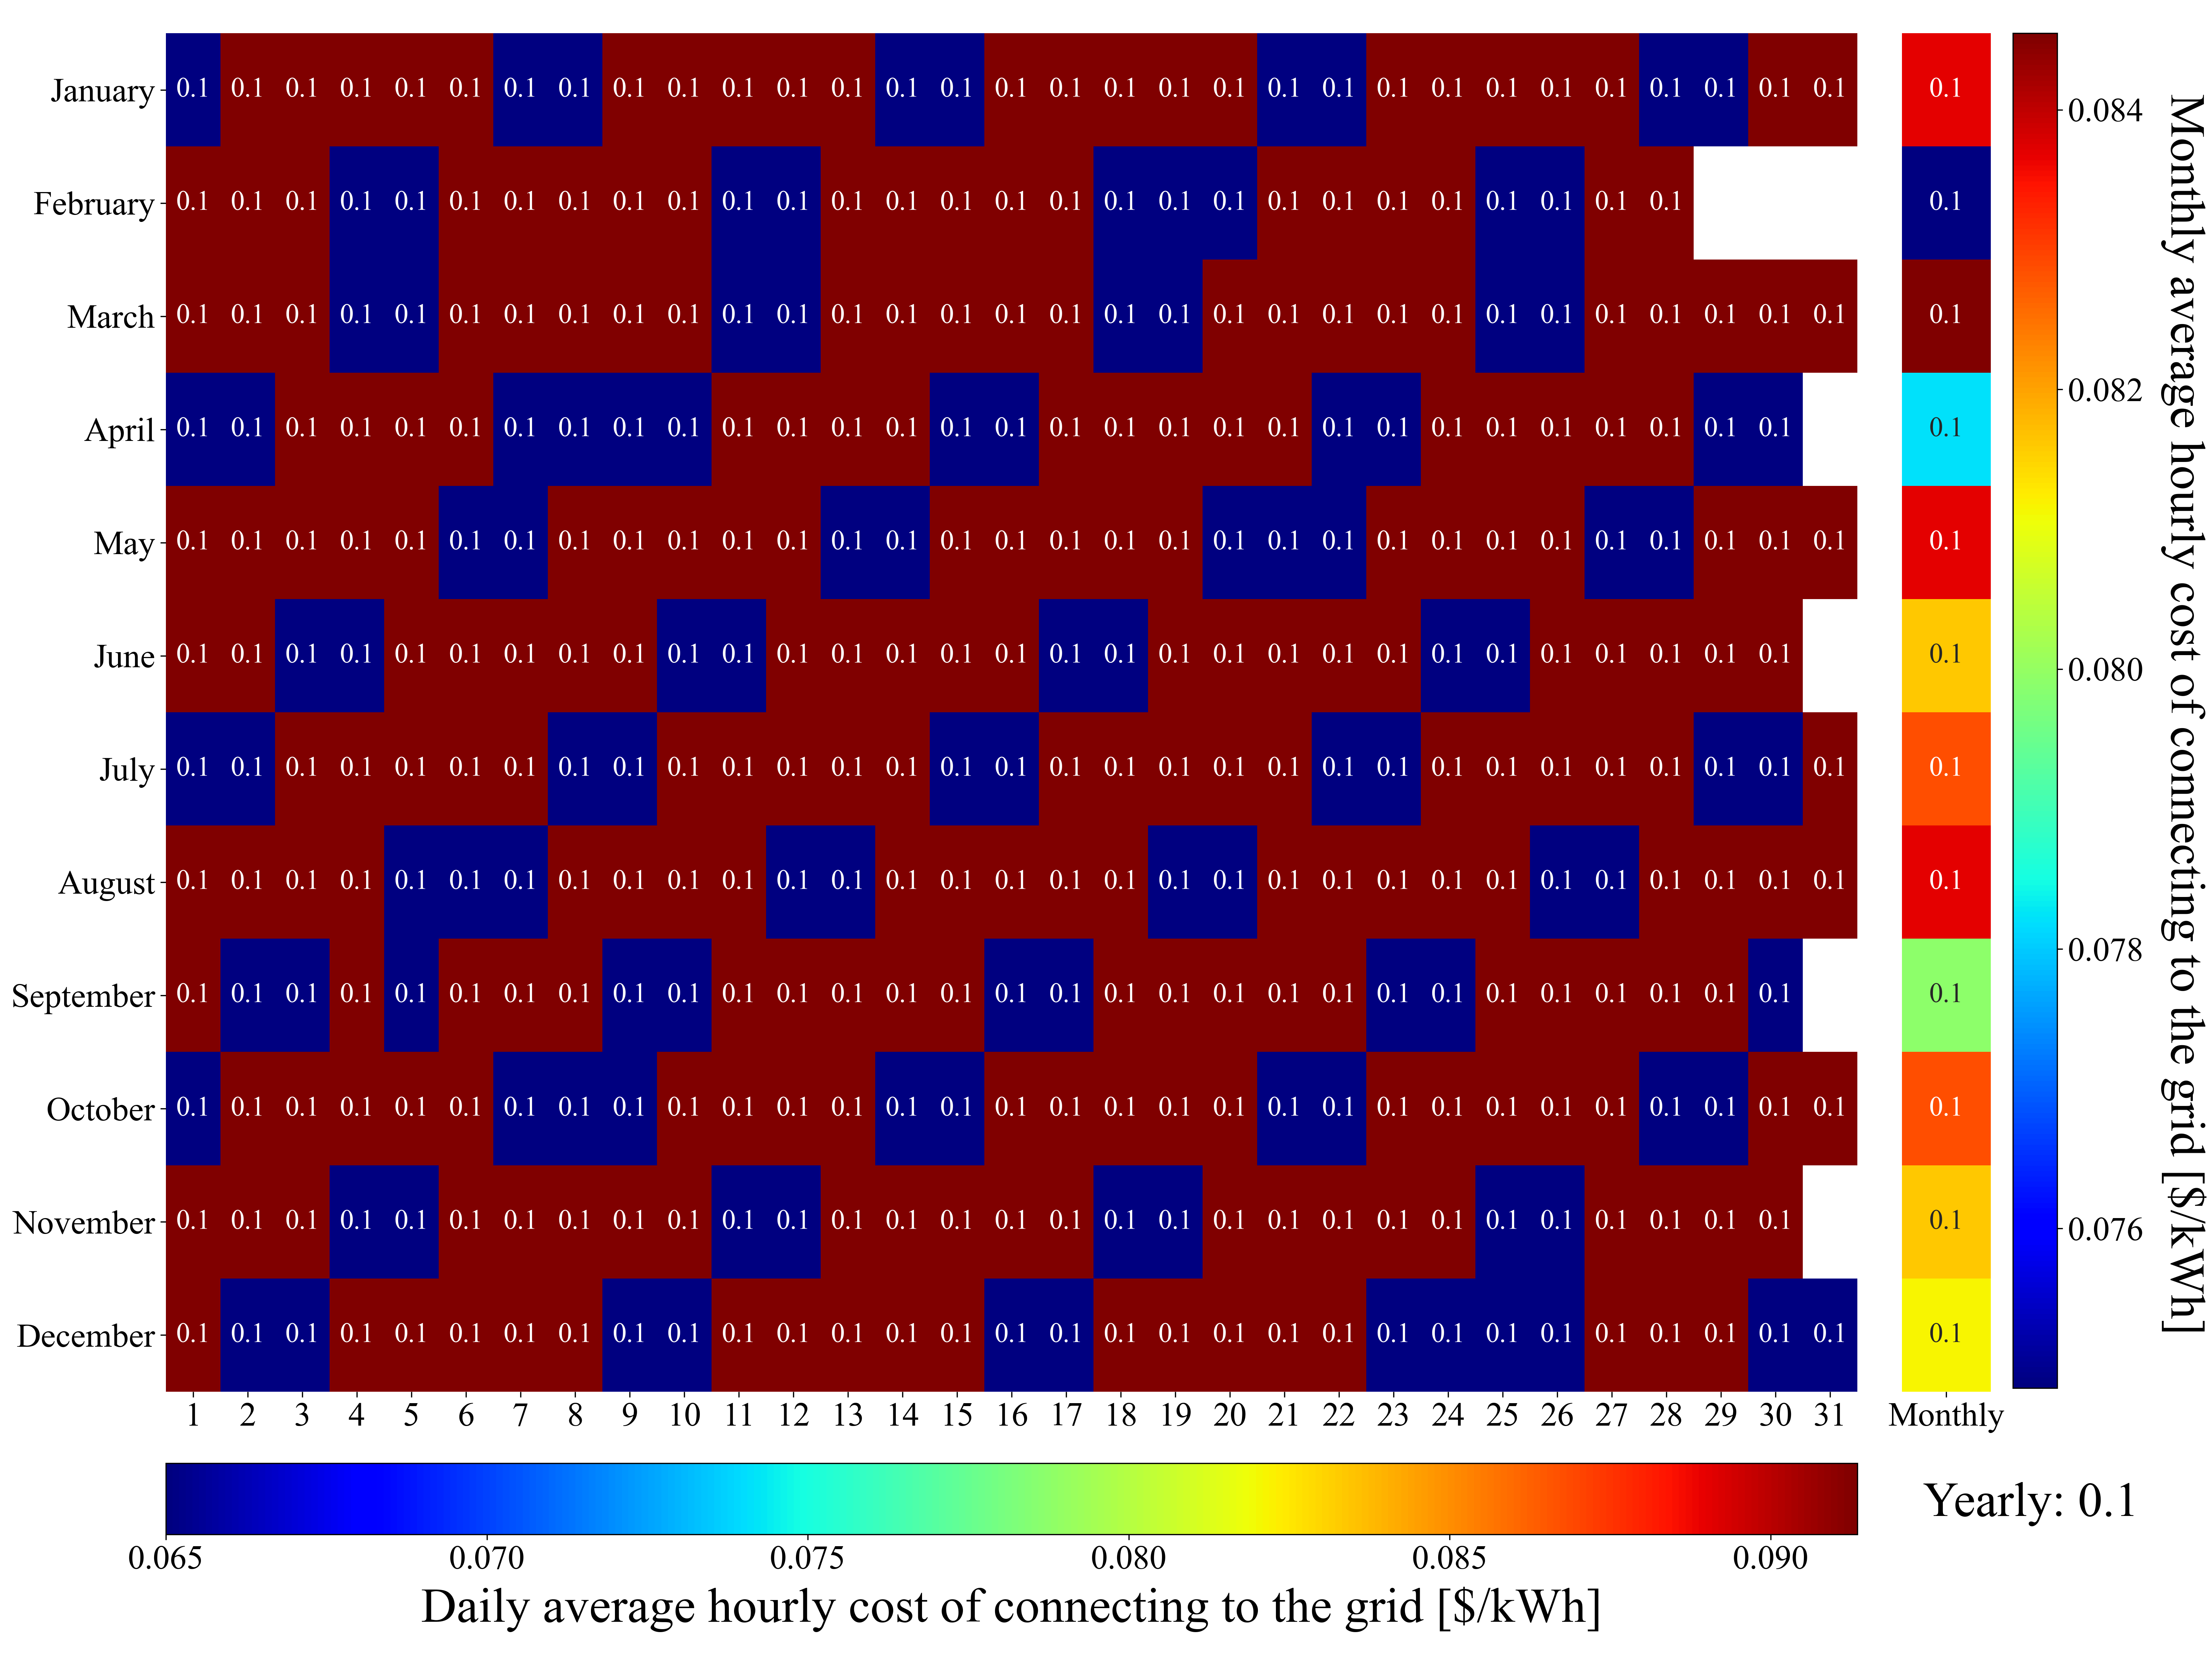 January 0.1 0.1 0.1 0.1 0.1 0.1 0.1 0.1 0.1 0.1 0.1 0.1 0.1 0.1 0.1 0.1 0.1 0.1 0.1 0.1 0.1 0.1 0.1 0.1 0.1 0.1 0.1 0.1 0.1 0.1 0.1 0.1
February 0.1 0.1 0.1 0.1 0.1 0.1 0.1 0.1 0.1 0.1 0.1 0.1 0.1 0.1 0.1 0.1 0.1 0.1 0.1 0.1 0.1 0.1 0.1 0.1 0.1 0.1 0.1 0.1 0.1
March 0.1 0.1 0.1 0.1 0.1 0.1 0.1 0.1 0.1 0.1 0.1 0.1 0.1 0.1 0.1 0.1 0.1 0.1 0.1 0.1 0.1 0.1 0.1 0.1 0.1 0.1 0.1 0.1 0.1 0.1 0.1 0.1
April 0.1 0.1 0.1 0.1 0.1 0.1 0.1 0.1 0.1 0.1 0.1 0.1 0.1 0.1 0.1 0.1 0.1 0.1 0.1 0.1 0.1 0.1 0.1 0.1 0.1 0.1 0.1 0.1 0.1 0.1 0.1
May 0.1 0.1 0.1 0.1 0.1 0.1 0.1 0.1 0.1 0.1 0.1 0.1 0.1 0.1 0.1 0.1 0.1 0.1 0.1 0.1 0.1 0.1 0.1 0.1 0.1 0.1 0.1 0.1 0.1 0.1 0.1 0.1
June 0.1 0.1 0.1 0.1 0.1 0.1 0.1 0.1 0.1 0.1 0.1 0.1 0.1 0.1 0.1 0.1 0.1 0.1 0.1 0.1 0.1 0.1 0.1 0.1 0.1 0.1 0.1 0.1 0.1 0.1 0.1
July 0.1 0.1 0.1 0.1 0.1 0.1 0.1 0.1 0.1 0.1 0.1 0.1 0.1 0.1 0.1 0.1 0.1 0.1 0.1 0.1 0.1 0.1 0.1 0.1 0.1 0.1 0.1 0.1 0.1 0.1 0.1 0.1
August 0.1 0.1 0.1 0.1 0.1 0.1 0.1 0.1 0.1 0.1 0.1 0.1 0.1 0.1 0.1 0.1 0.1 0.1 0.1 0.1 0.1 0.1 0.1 0.1 0.1 0.1 0.1 0.1 0.1 0.1 0.1 0.1
September 0.1 0.1 0.1 0.1 0.1 0.1 0.1 0.1 0.1 0.1 0.1 0.1 0.1 0.1 0.1 0.1 0.1 0.1 0.1 0.1 0.1 0.1 0.1 0.1 0.1 0.1 0.1 0.1 0.1 0.1 0.1
October 0.1 0.1 0.1 0.1 0.1 0.1 0.1 0.1 0.1 0.1 0.1 0.1 0.1 0.1 0.1 0.1 0.1 0.1 0.1 0.1 0.1 0.1 0.1 0.1 0.1 0.1 0.1 0.1 0.1 0.1 0.1 0.1
November 0.1 0.1 0.1 0.1 0.1 0.1 0.1 0.1 0.1 0.1 0.1 0.1 0.1 0.1 0.1 0.1 0.1 0.1 0.1 0.1 0.1 0.1 0.1 0.1 0.1 0.1 0.1 0.1 0.1 0.1 0.1
December 0.1 0.1 0.1 0.1 0.1 0.1 0.1 0.1 0.1 0.1 0.1 0.1 0.1 0.1 0.1 0.1 0.1 0.1 0.1 0.1 0.1 0.1 0.1 0.1 0.1 0.1 0.1 0.1 0.1 0.1 0.1 0.1
1 2 3 4 5 6 7 8 9 10 11 12 13 14 15 16 17 18 19 20 21 22 23 24 25 26 27 28 29 30 31 Monthly
0.084
0.082
0.080
0.078
0.076
Monthly average hourly cost of connecting to the grid [$/kWh]
0.065 0.070 0.075 0.080 0.085 0.090
Daily average hourly cost of connecting to the grid [$/kWh]
Yearly: 0.1